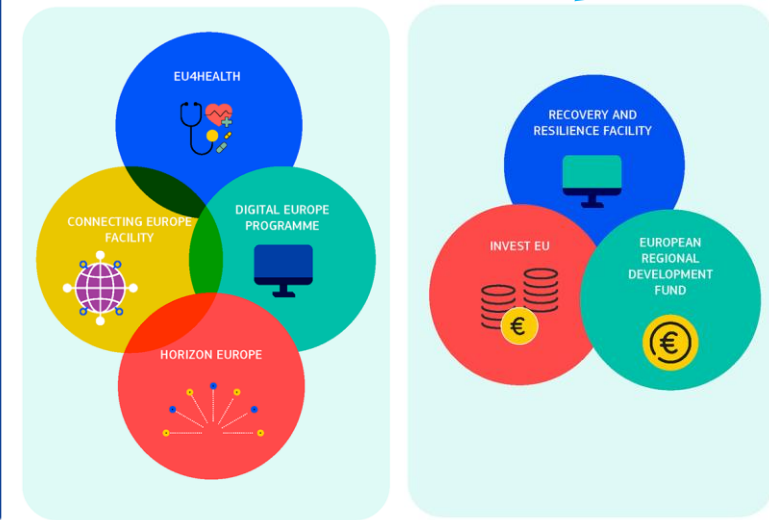 EU4HEALTH
CONNECTING EUROPE
FACILITY
DIGITAL EUROPE
PROGRAMME
HORIZON EUROPE
RECOVERY AND
RESILIENCE FACILITY
INVEST EU
€
EUROPEAN
REGIONAL
DEVELOPMENT
FUND
€